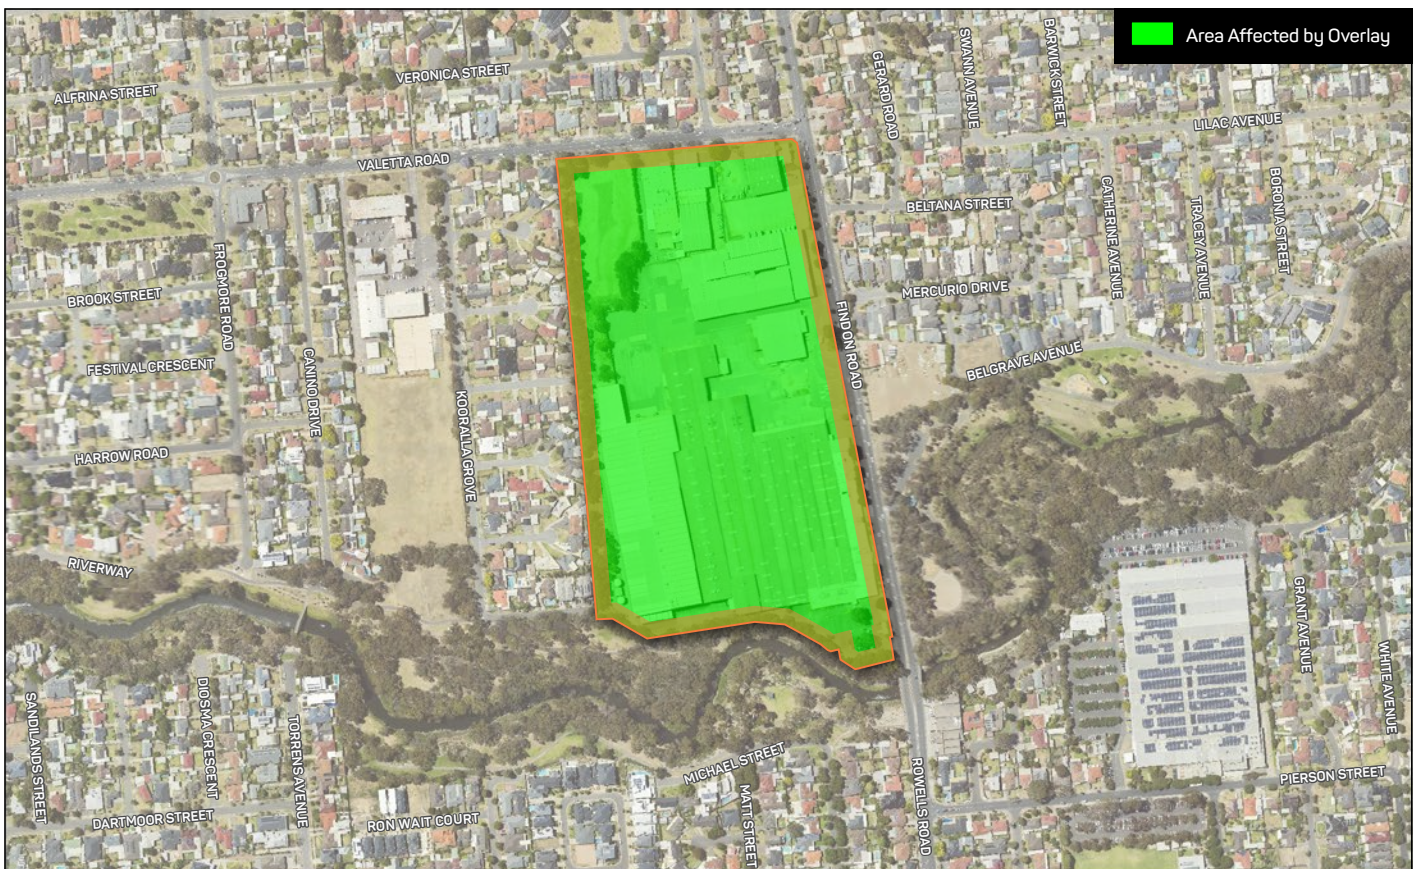 Area Affected by Overlay
VERONICA STREET
ALFRINA STREET
VALETTA ROAD
GERARD ROAD
SWANN AVENUE
BARWICK STREET
LILAC AVENUE
BELTANA STREET
CATHERINE AVENUE
TRACEY AVENUE
BORONIA STREET
FROGMORE ROAD
BROOK STREET
MERCURIO DRIVE
FINDON ROAD
FESTIVAL CRESCENT
CANINO DRIVE
BELGRAVE AVENUE
KOORALLA GROVE
HARROW ROAD
RIVERWAY
GRANT AVENUE
WHITE AVENUE
SANDILANDS STREET
DIOSMA CRESCENT
TORRENS AVENUE
MICHAEL STREET
ROWELLS ROAD
PIERSON STREET
DARTMOOR STREET
RON WAIT COURT
MATT STREET